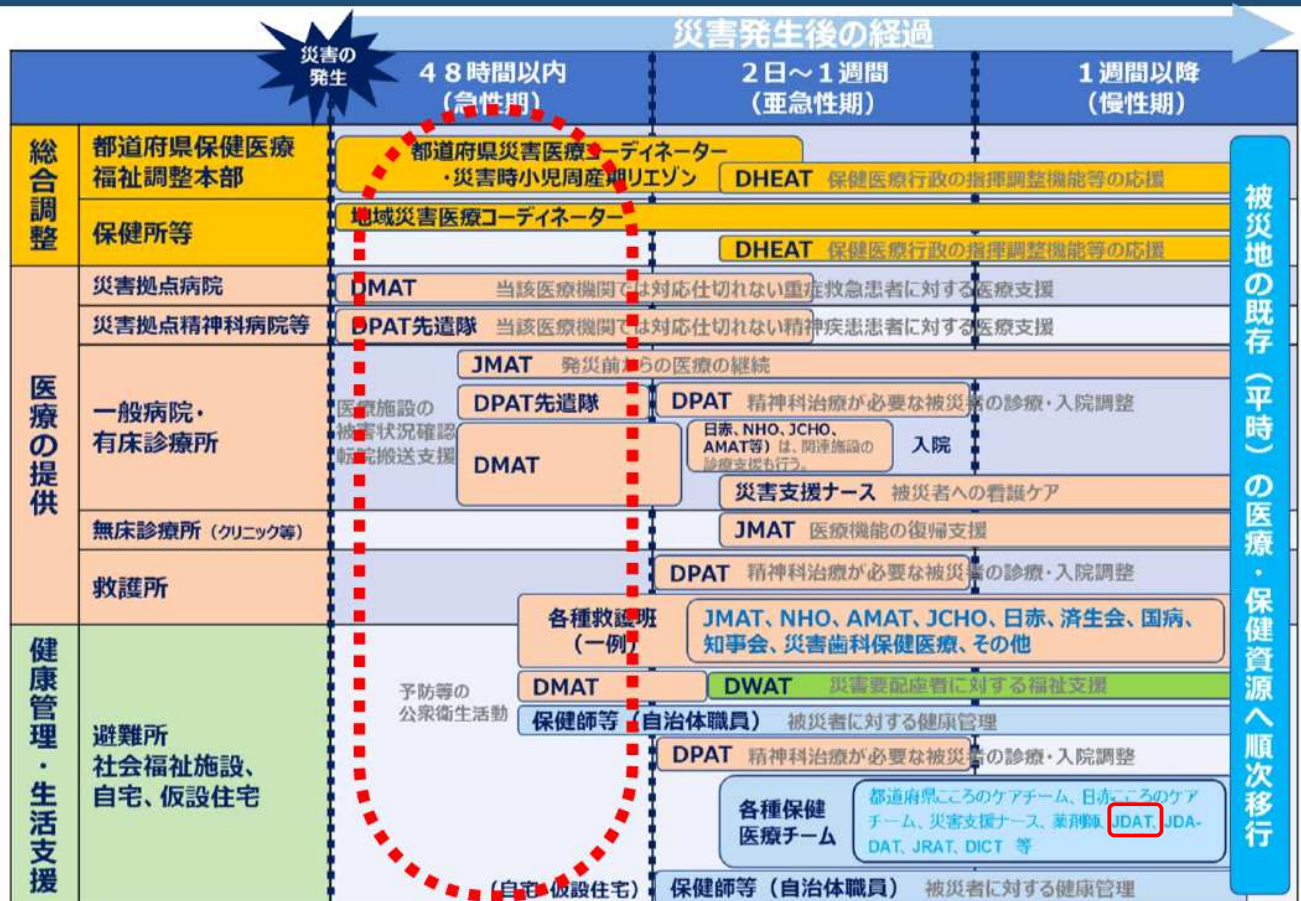 災害発生後の経過
災害の
発生
48時間以内
(急性期)
2日~1週間
(亜急性期)
1週間以降
(慢性期)
総合調整
都道府県保健医療
福祉調整本部
都道府県災害医療コーディネーター
・災害時小児周産期リエゾン
DHEAT 保健医療行政の指揮調整機能等の応援
保健所等
地域災害医療コーディネーター
DHEAT 保健医療行政の指揮調整機能等の応援
医療の提供
災害拠点病院
DMAT 当該医療機関では対応仕切れない重症救急患者に対する医療支援
災害拠点精神科病院等
DPAT先遣隊 当該医療機関では対応仕切れない精神疾患患者に対する医療支援
一般病院・
有床診療所
医療施設の
被害状況確認
転院搬送支援
JMAT 発災前からの医療の継続
DPAT先遣隊
DPAT 精神科治療が必要な被災者の診療・入院調整
DMAT
日赤、NHO、JCHO、
AMAT等)は、関連施設の
診療支援も行う。
入院
災害支援ナース 被災者への看護ケア
無床診療所(クリニック等)
JMAT 医療機能の復帰支援
救護所
DPAT 精神科治療が必要な被災者の診療・入院調整
各種救護班
(一例)
JMAT、NHO、AMAT、JCHO、日赤、済生会、国病、
知事会、災害歯科保健医療、その他
健康管理・生活支援
避難所
社会福祉施設、
自宅、仮設住宅
予防等の
公衆衛生活動
DMAT
DWAT 災害要配慮者に対する福祉支援
保健師等(自治体職員) 被災者に対する健康管理
DPAT 精神科治療が必要な被災者の診療・入院調整
各種保健
医療チーム
都道府県こころのケアチーム、日赤こころのケア
チーム、災害支援ナース、薬剤師、JDAT、JDA-
DAT、JRAT、DICT 等
(自宅・仮設住宅)
保健師等(自治体職員) 被災者に対する健康管理
被災地の既存(平時)の医療・保健資源へ順次移行